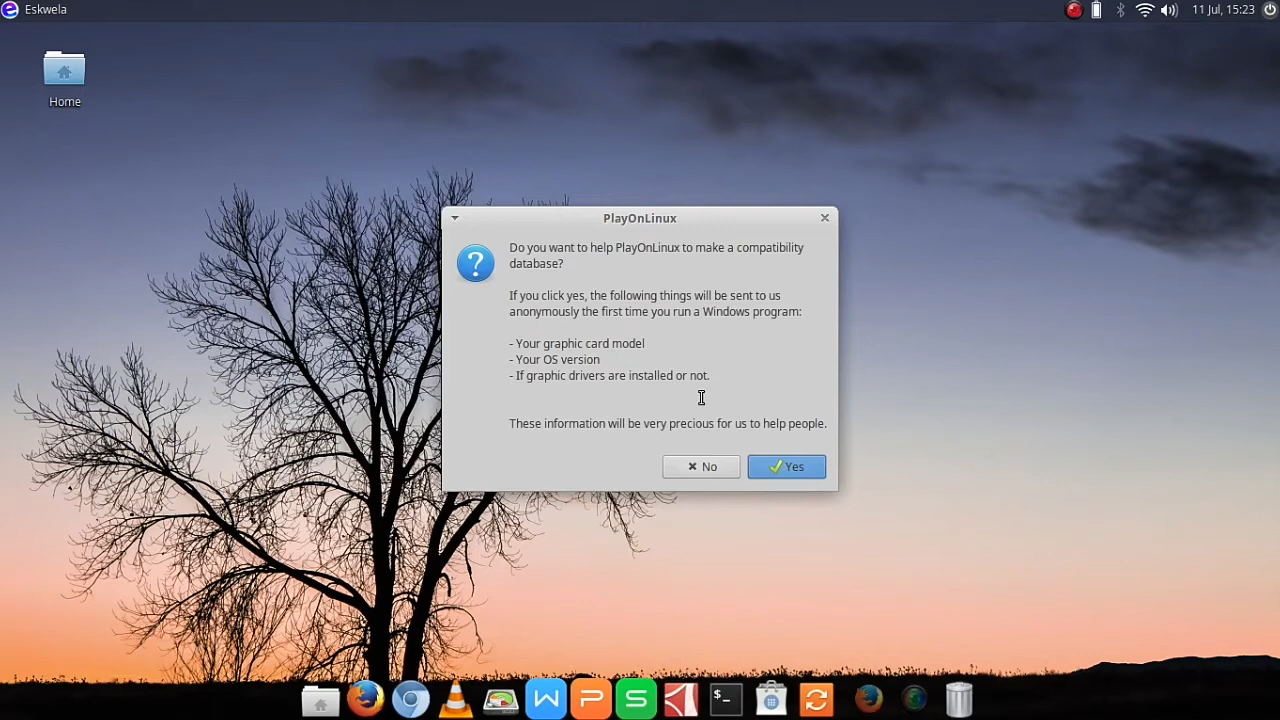 Eskwela
11 Jul, 15:23
Home
PlayOnLinux
Do you want to help PlayOnLinux to make a compatibility
database?
If you click yes, the following things will be sent to us
anonymously the first time you run a Windows program:
- Your graphic card model
- Your OS version
- If graphic drivers are installed or not.
These information will be very precious for us to help people.
No
Yes
W
P
S
$_